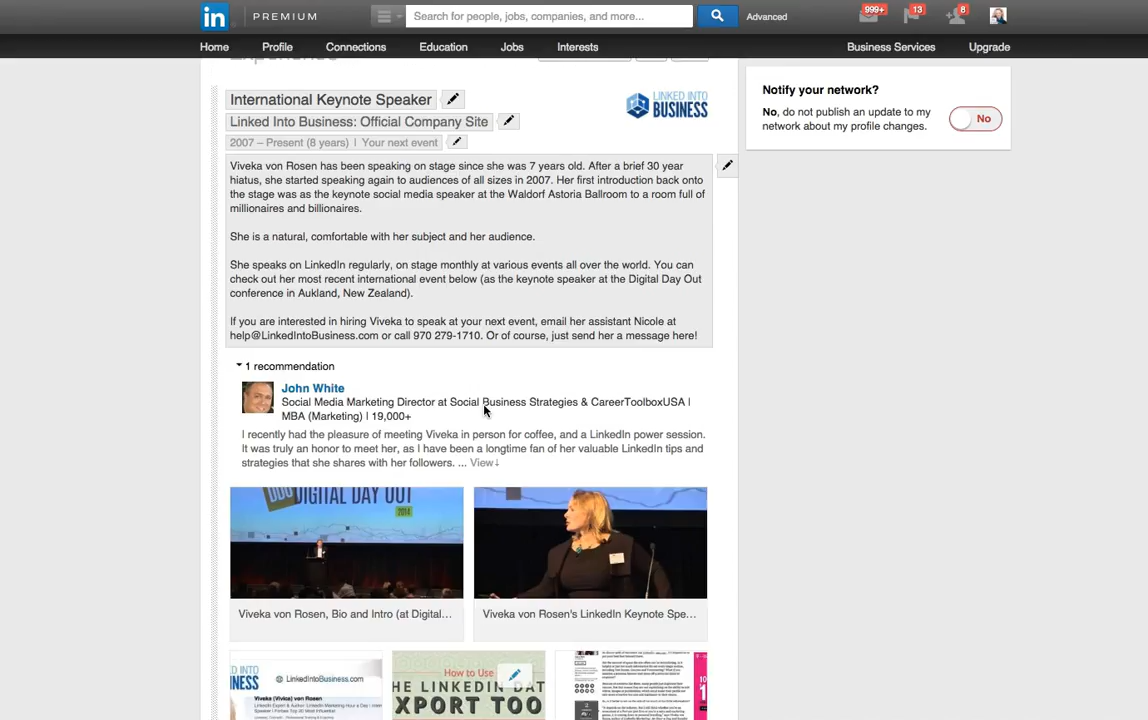 in PREMIUM Search for people, jobs, companies, and more... Advanced 999+ 13 8
Home Profile Connections Education Jobs Interests Business Services Upgrade
International Keynote Speaker
Linked Into Business: Official Company Site
2007 – Present (8 years) | Your next event
LINKED INTO
BUSINESS
Viveka von Rosen has been speaking on stage since she was 7 years old. After a brief 30 year
hiatus, she started speaking again to audiences of all sizes in 2007. Her first introduction back onto
the stage was as the keynote social media speaker at the Waldorf Astoria Ballroom to a room full of
millionaires and billionaires.
She is a natural, comfortable with her subject and her audience.
She speaks on LinkedIn regularly, on stage monthly at various events all over the world. You can
check out her most recent international event below (as the keynote speaker at the Digital Day Out
conference in Aukland, New Zealand).
If you are interested in hiring Viveka to speak at your next event, email her assistant Nicole at
help@LinkedIntoBusiness.com or call 970 279-1710. Or of course, just send her a message here!
1 recommendation
John White
Social Media Marketing Director at Social Business Strategies & CareerToolboxUSA |
MBA (Marketing) | 19,000+
I recently had the pleasure of meeting Viveka in person for coffee, and a LinkedIn power session.
It was truly an honor to meet her, as I have been a longtime fan of her valuable LinkedIn tips and
strategies that she shares with her followers. ... View↓
DIGITAL DAY OUT
2014
Viveka von Rosen, Bio and Intro (at Digital...
Viveka von Rosen's LinkedIn Keynote Spe...
LinkedIntoBusiness.com
Viveka (Vivica) von Rosen
How to Use
THE LINKEDIN DAT
XPORT TOO
Notify your network?
No, do not publish an update to my
network about my profile changes.
No